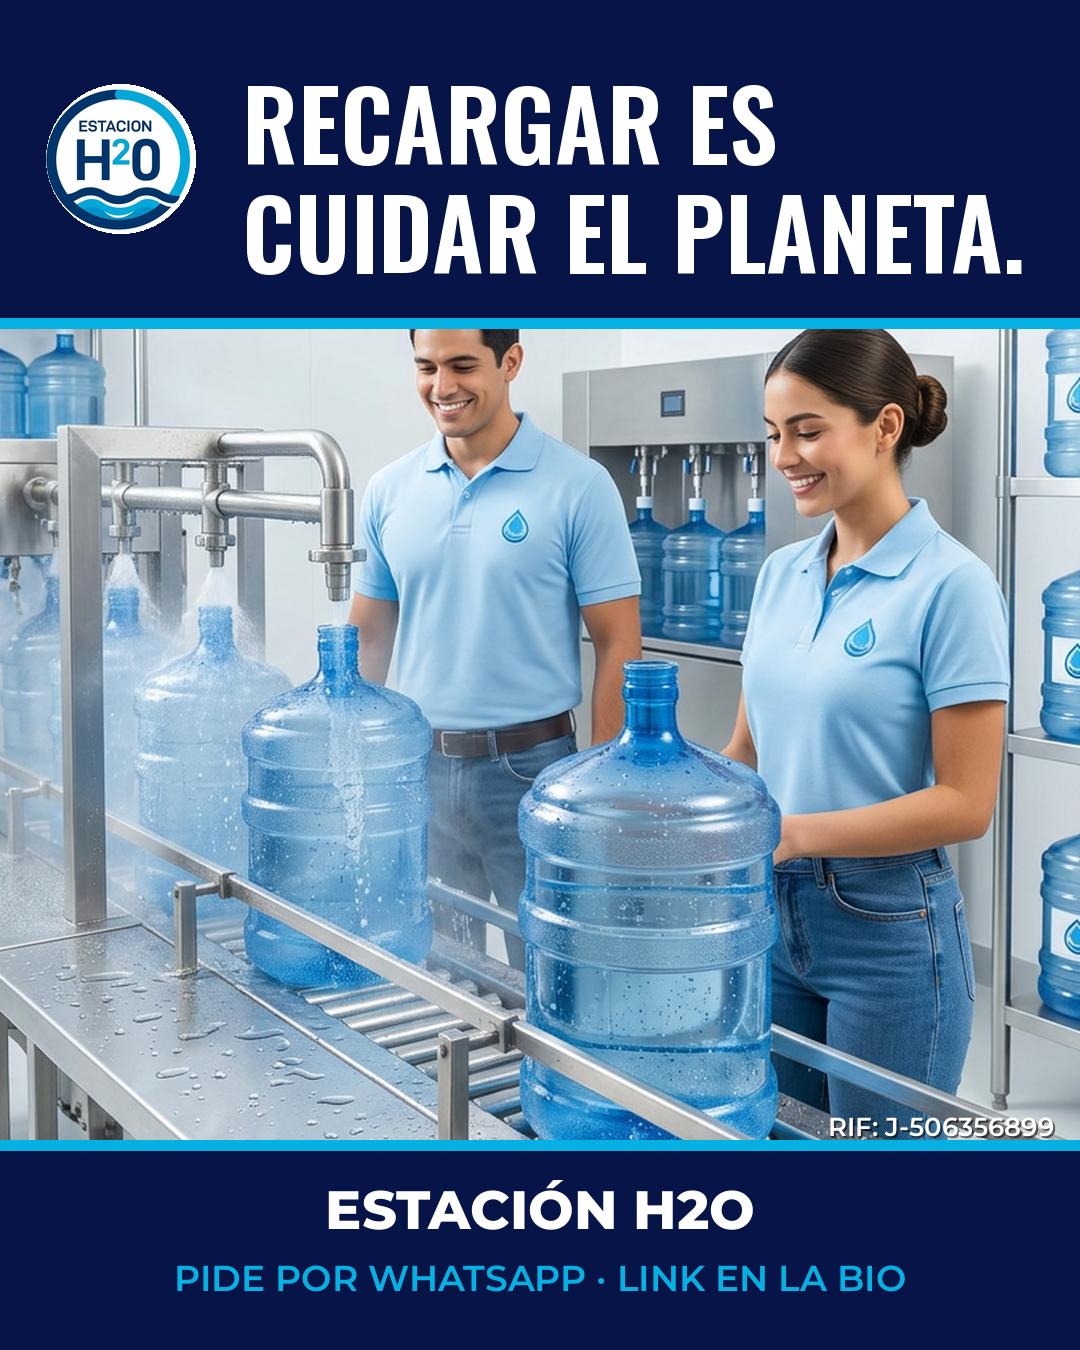 ESTACION
H2O
RECARGAR ES
CUIDAR EL PLANETA.
RIF: J-506356899
ESTACIÓN H2O
PIDE POR WHATSAPP · LINK EN LA BIO